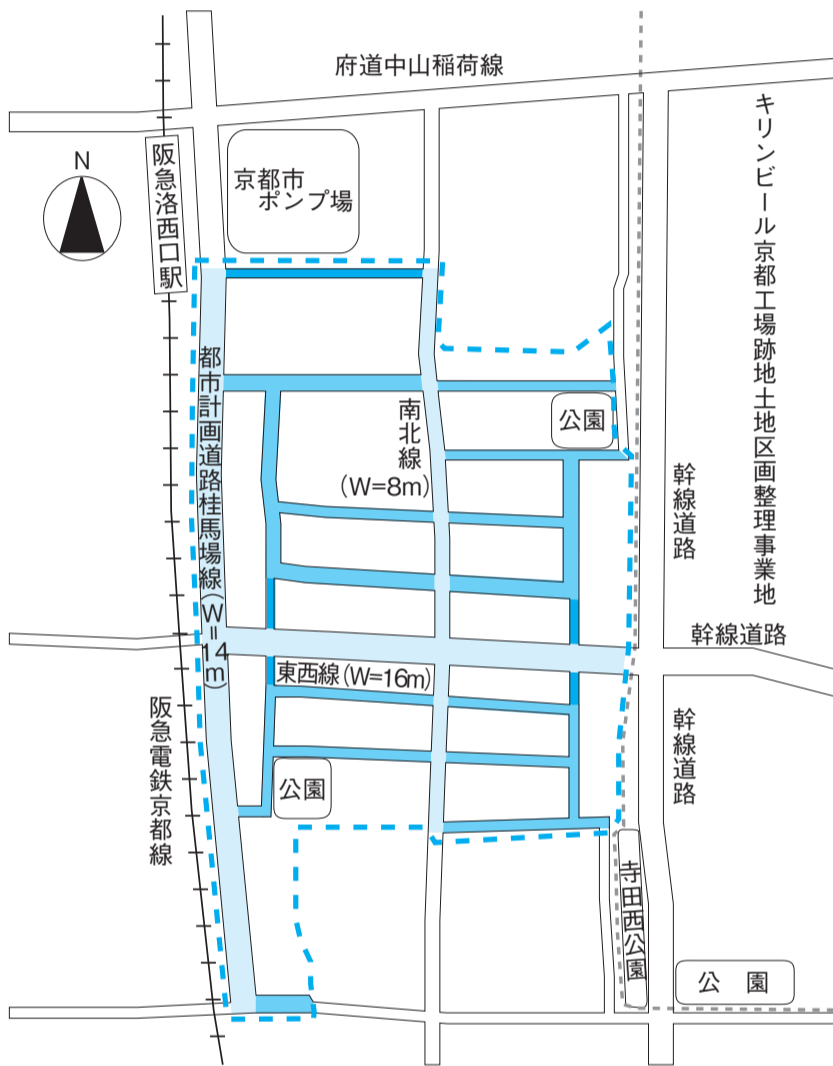 府道中山稲荷線
N
阪急洛西口駅
京都市
ポンプ場
キリンビール京都工場跡地土地区画整理事業地
都市計画道路桂馬場線(W=14m)
南北線
(W=8m)
公園
幹線道路
幹線道路
東西線(W=16m)
阪急電鉄京都線
幹線道路
公園
寺田西公園
公 園